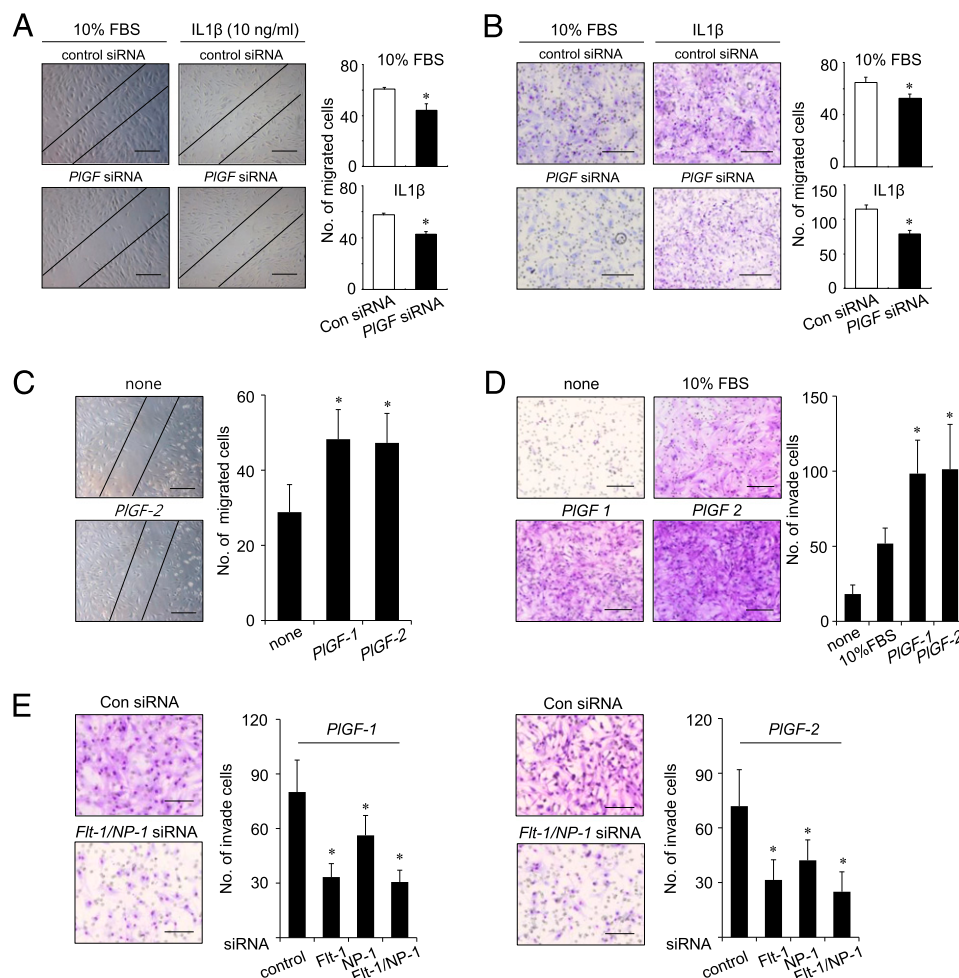 A
10% FBS
IL1β (10 ng/ml)
control siRNA
control siRNA
PlGF siRNA
PlGF siRNA
No. of migrated cells
80
10% FBS
*
40
0
80
IL1β
*
40
0
Con siRNA
PlGF siRNA
B
10% FBS
IL1β
control siRNA
control siRNA
PlGF siRNA
PlGF siRNA
No. of migrated cells
80
10% FBS
*
40
0
150
IL1β
100
*
50
0
Con siRNA
PlGF siRNA
C
none
PlGF-2
No. of migrated cells
60
40
20
0
*
*
none
PlGF-1
PlGF-2
D
none
10% FBS
PlGF 1
PlGF 2
No. of invade cells
150
100
50
0
*
*
none
10%FBS
PlGF-1
PlGF-2
E
Con siRNA
Flt-1/NP-1 siRNA
No. of invade cells
120
90
60
30
PlGF-1
*
*
*
siRNA
control
Flt-1
NP-1
Flt-1/NP-1
Con siRNA
Flt-1/NP-1 siRNA
No. of invade cells
120
90
60
30
PlGF-2
*
*
*
siRNA
control
Flt-1
NP-1
Flt-1/NP-1